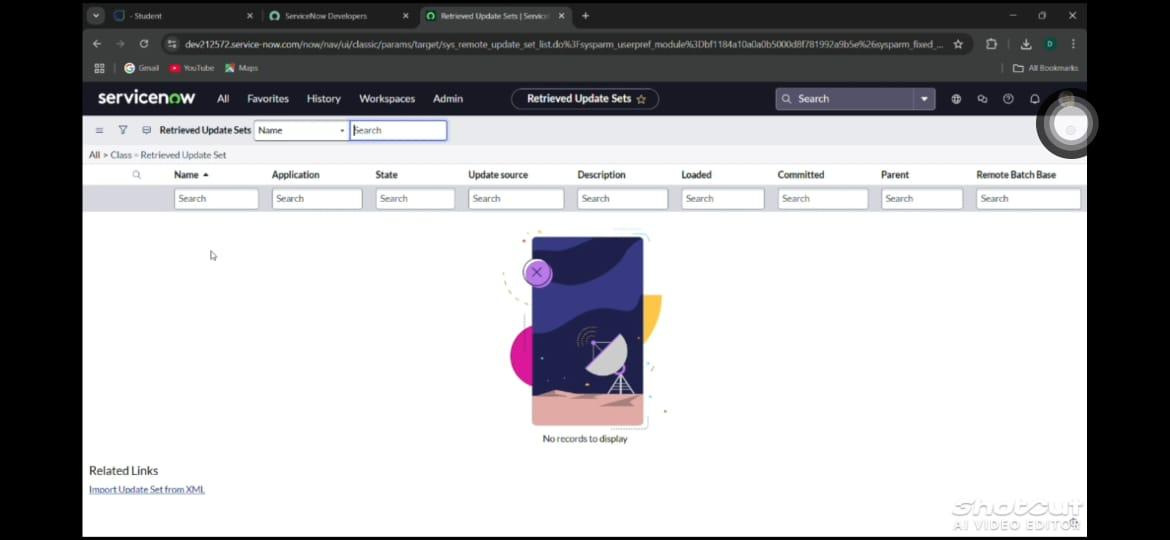 - Student
ServiceNow Developers
Retrieved Update Sets | Service
dev212572.service-now.com/now/nav/ui/classic/params/target/sys_remote_update_set_list.do%3Fsysparm_userpref_module%3Dbf1184a10a0a0b5000d8f781992a9b5e%26sysparm_fixed_...
D
Gmail YouTube Maps
All Bookmarks
servicenow All Favorites History Workspaces Admin
Retrieved Update Sets
Search
Retrieved Update Sets Name Search
All > Class = Retrieved Update Set
Name Application State Update source Description Loaded Committed Parent Remote Batch Base
Search Search Search Search Search Search Search Search Search
No records to display
Related Links
Import Update Set from XML
Shotcut
AI VIDEO EDITOR